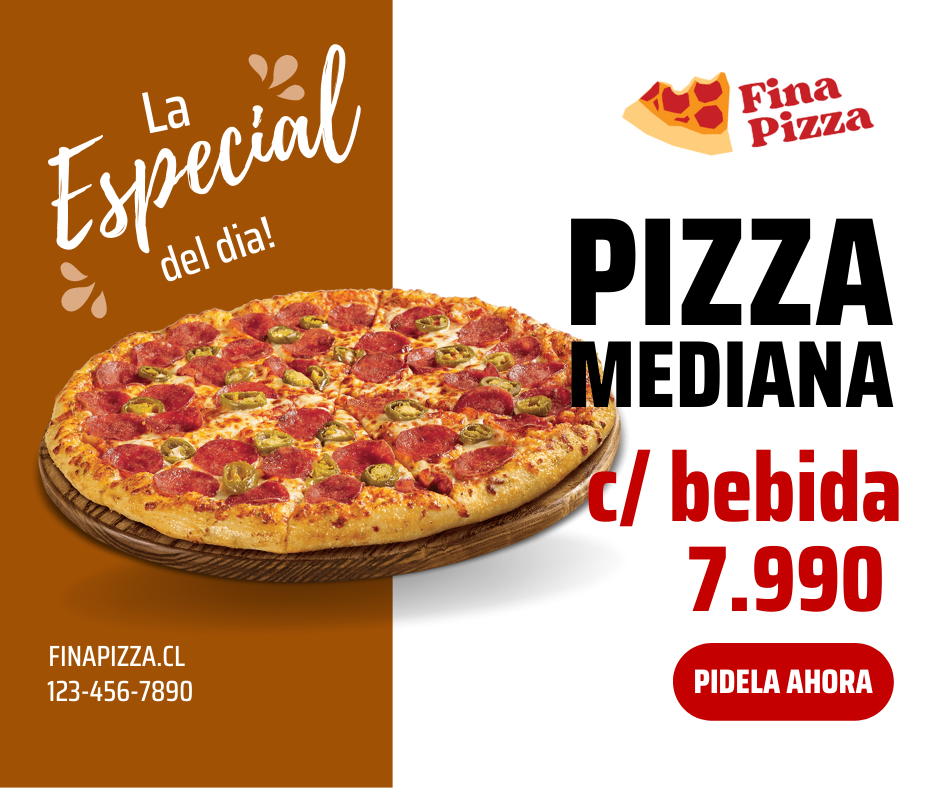 La
Especial
del dia!
Fina
Pizza
PIZZA
MEDIANA
c/ bebida
7.990
PIDELA AHORA
FINAPIZZA.CL
123-456-7890